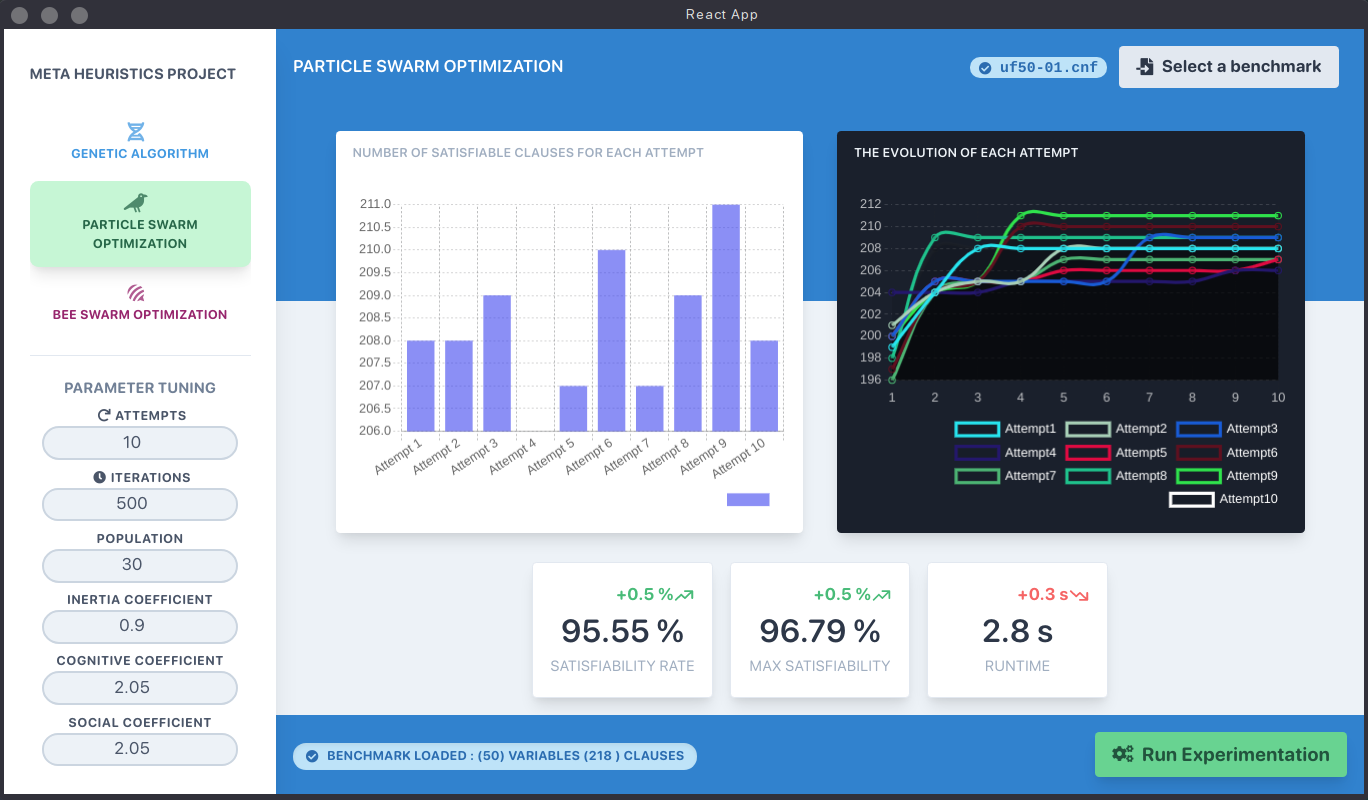 React App
META HEURISTICS PROJECT
GENETIC ALGORITHM
PARTICLE SWARM
OPTIMIZATION
BEE SWARM OPTIMIZATION
PARAMETER TUNING
ATTEMPTS
10
ITERATIONS
500
POPULATION
30
INERTIA COEFFICIENT
0.9
COGNITIVE COEFFICIENT
2.05
SOCIAL COEFFICIENT
2.05
PARTICLE SWARM OPTIMIZATION
uf50-01.cnf
Select a benchmark
NUMBER OF SATISFIABLE CLAUSES FOR EACH ATTEMPT
211.0
210.5
210.0
209.5
209.0
208.5
208.0
207.5
207.0
206.5
206.0
Attempt 1 Attempt 2 Attempt 3 Attempt 4 Attempt 5 Attempt 6 Attempt 7 Attempt 8 Attempt 9 Attempt 10
THE EVOLUTION OF EACH ATTEMPT
212
210
208
206
204
202
200
198
196
1 2 3 4 5 6 7 8 9 10
Attempt1 Attempt2 Attempt3
Attempt4 Attempt5 Attempt6
Attempt7 Attempt8 Attempt9
Attempt10
+0.5 %
95.55 %
SATISFIABILITY RATE
+0.5 %
96.79 %
MAX SATISFIABILITY
+0.3 s
2.8 s
RUNTIME
BENCHMARK LOADED : (50) VARIABLES (218 ) CLAUSES
Run Experimentation